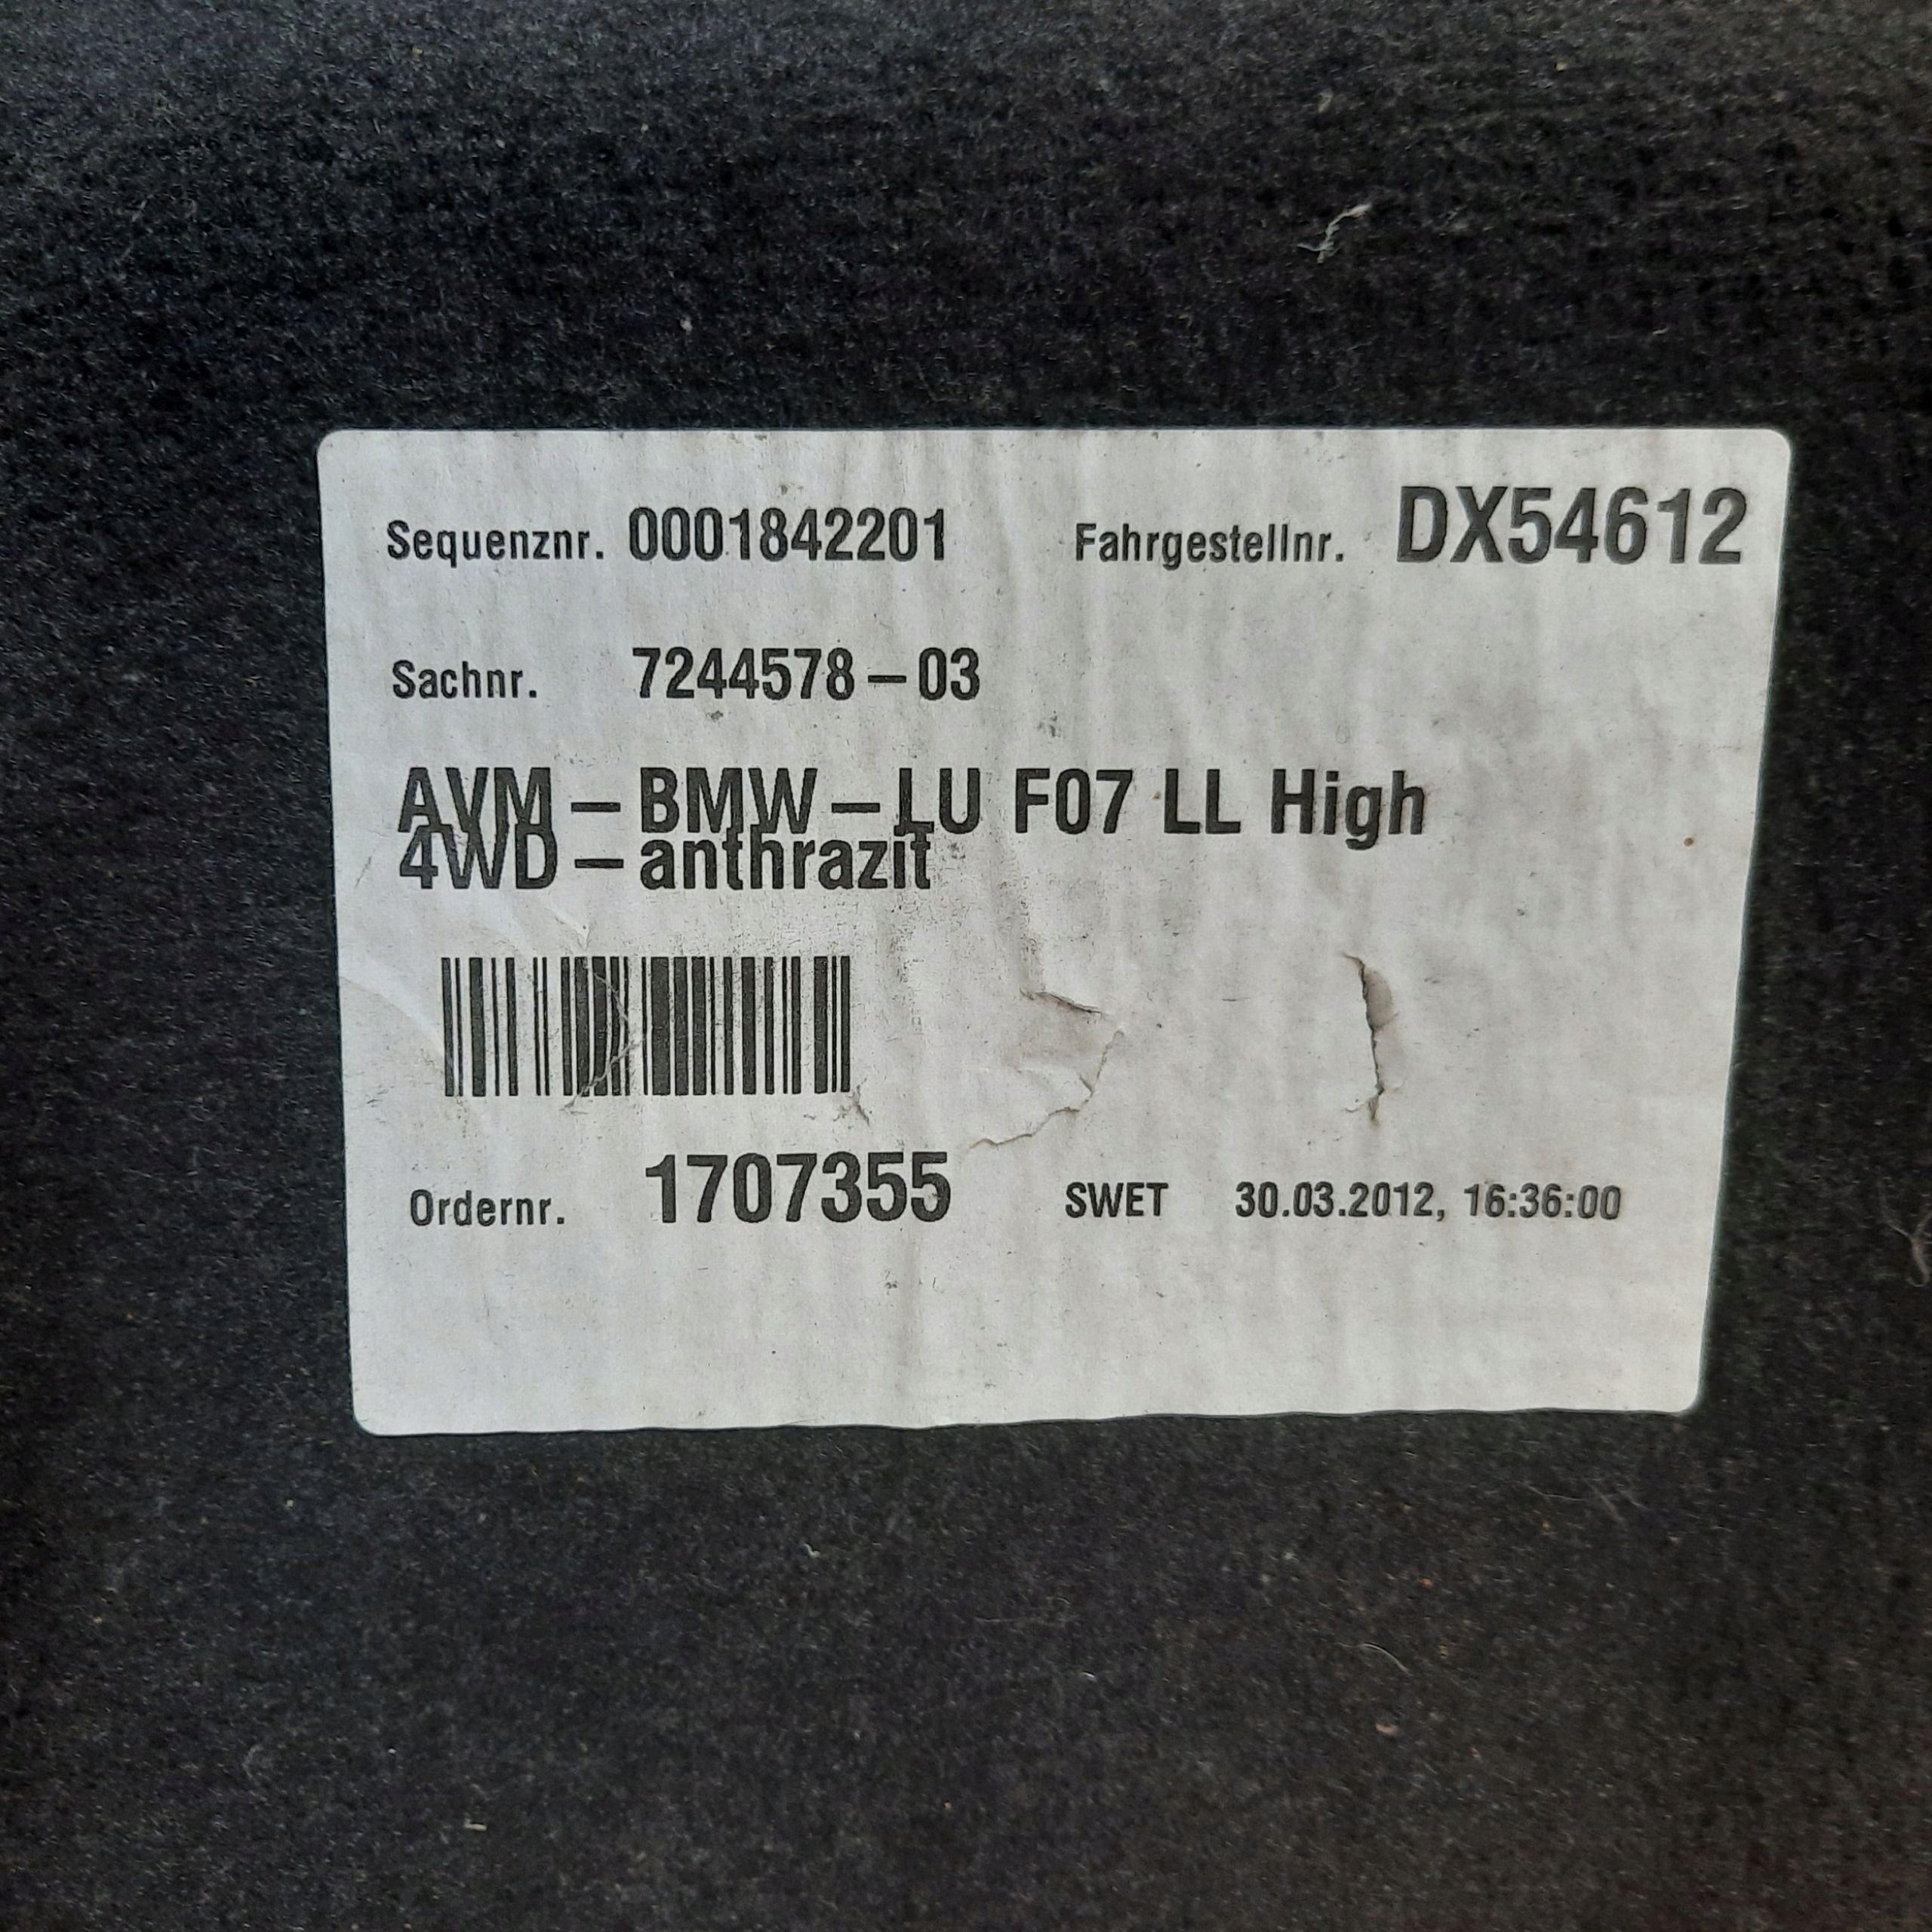 Sequenznr. 0001842201 Fahrgestellnr. DX54612
Sachnr. 7244578-03
AVM-BMW-LU F07 LL High
4WD-anthrazit
Ordernr. 1707355 SWET 30.03.2012, 16:36:00